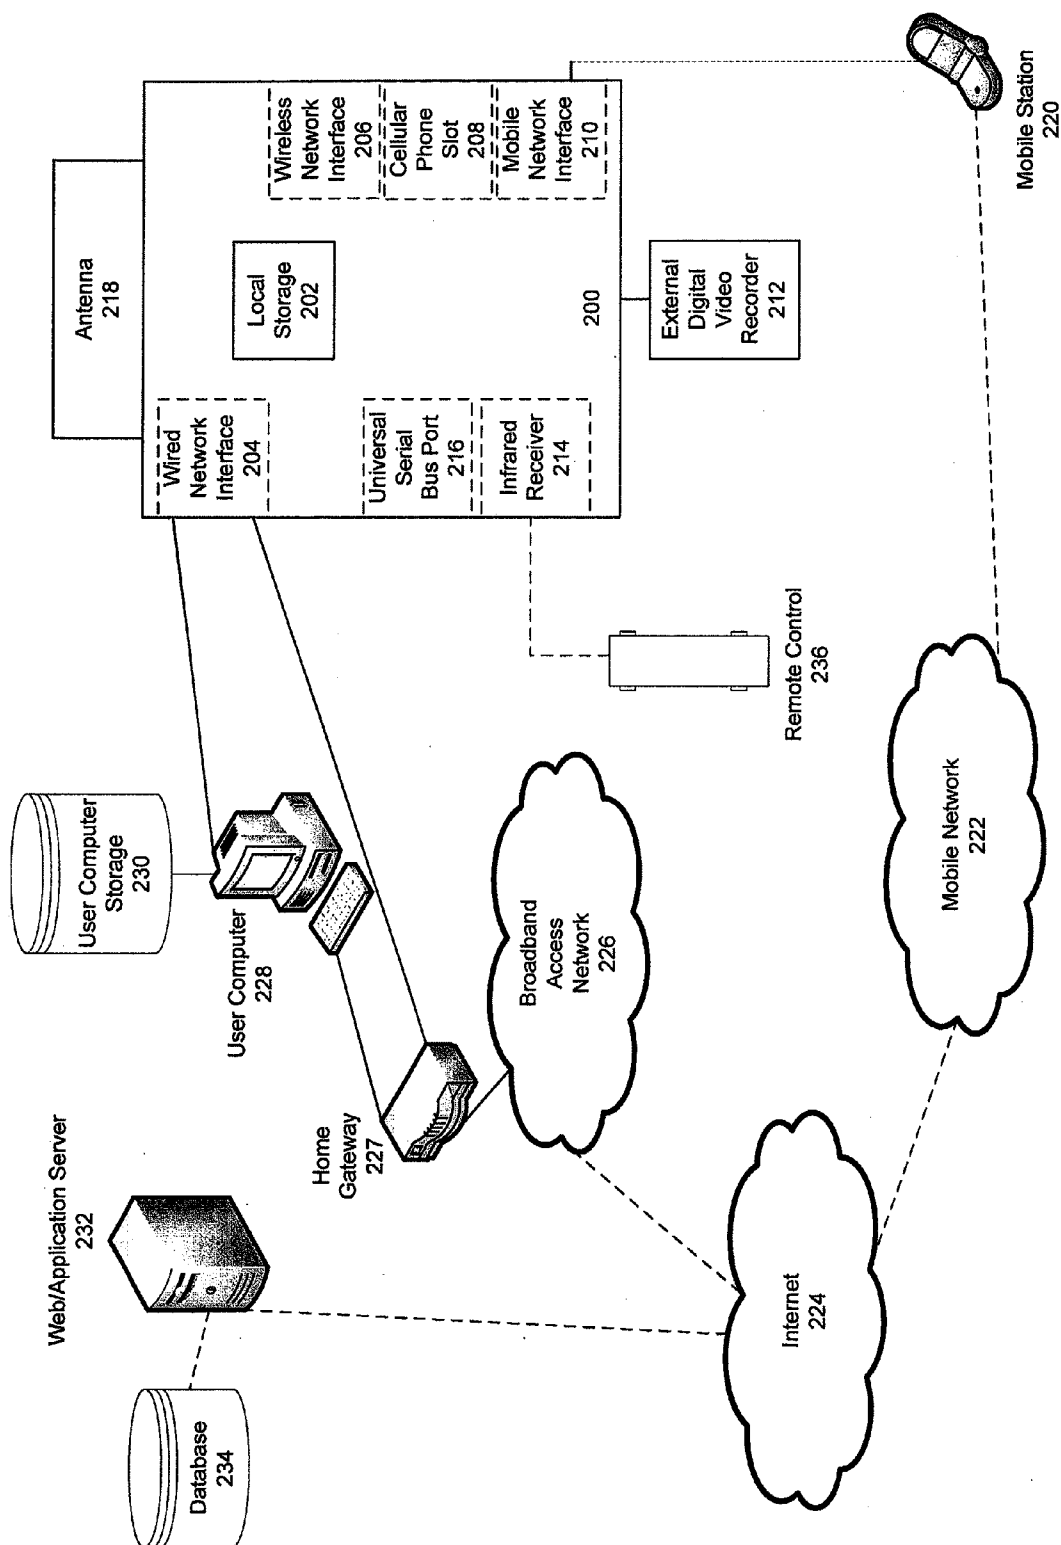 Antenna
218
Wired
Network
Interface
204
Local
Storage
202
Wireless
Network
Interface
206
Cellular
Phone
Slot
208
Mobile
Network
Interface
210
Universal
Serial
Bus Port
216
Infrared
Receiver
214
200
External
Digital
Video
Recorder
212
Mobile Station
220
Remote Control
236
User Computer
Storage
230
User Computer
228
Home
Gateway
227
Broadband
Access
Network
226
Mobile Network
222
Web/Application Server
232
Database
234
Internet
224